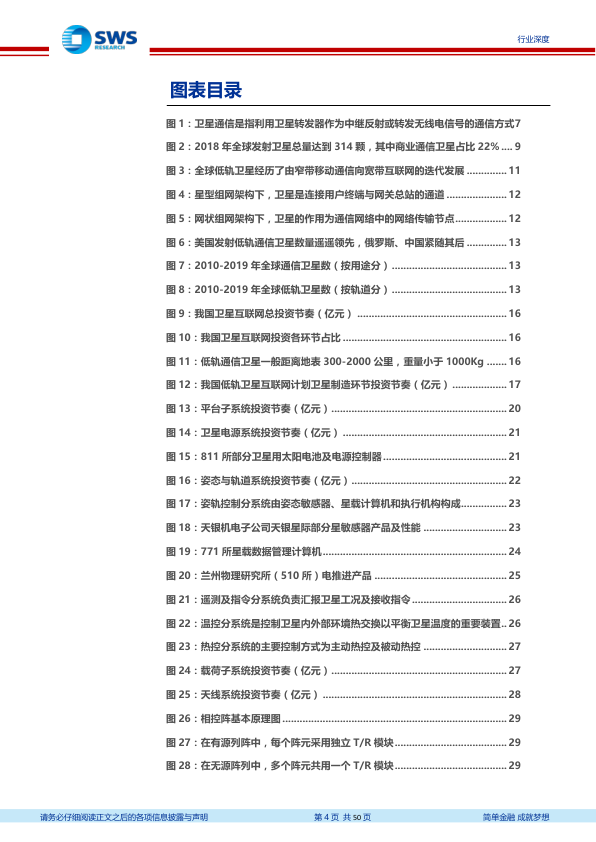 SWS
RESEARCH
行业深度
图表目录
图 1：卫星通信是指利用卫星转发器作为中继反射或转发无线电信号的通信方式7
图 2：2018 年全球发射卫星总量达到 314 颗，其中商业通信卫星占比 22%.... 9
图 3：全球低轨卫星经历了由窄带移动通信向宽带互联网的迭代发展 .............. 11
图 4：星型组网架构下，卫星是连接用户终端与网关总站的通道 ..................... 12
图 5：网状组网架构下，卫星的作用为通信网络中的网络传输节点.................. 12
图 6：美国发射低轨通信卫星数量遥遥领先，俄罗斯、中国紧随其后 .............. 13
图 7：2010-2019 年全球通信卫星数（按用途分）........................................ 13
图 8：2010-2019 年全球低轨卫星数（按轨道分）........................................ 13
图 9：我国卫星互联网总投资节奏（亿元） .................................................... 16
图 10：我国卫星互联网投资各环节占比......................................................... 16
图 11：低轨通信卫星一般距离地表 300-2000 公里，重量小于 1000Kg ....... 16
图 12：我国低轨卫星互联网计划卫星制造环节投资节奏（亿元） ................... 17
图 13：平台子系统投资节奏（亿元）............................................................. 20
图 14：卫星电源系统投资节奏（亿元） ......................................................... 21
图 15：811 所部分卫星用太阳电池及电源控制器........................................... 21
图 16：姿态与轨道系统投资节奏（亿元）...................................................... 22
图 17：姿轨控制分系统由姿态敏感器、星载计算机和执行机构构成................ 23
图 18：天银机电子公司天银星际部分星敏感器产品及性能 ............................. 23
图 19：771 所星载数据管理计算机................................................................ 24
图 20：兰州物理研究所（510 所）电推进产品 .............................................. 25
图 21：遥测及指令分系统负责汇报卫星工况及接收指令................................. 26
图 22：温控分系统是控制卫星内外部环境热交换以平衡卫星温度的重要装置.. 26
图 23：热控分系统的主要控制方式为主动热控及被动热控 ............................. 27
图 24：载荷子系统投资节奏（亿元）............................................................. 27
图 25：天线系统投资节奏（亿元） ................................................................ 28
图 26：相控阵基本原理图.............................................................................. 29
图 27：在有源列阵中，每个阵元采用独立 T/R 模块....................................... 29
图 28：在无源阵列中，多个阵元共用一个 T/R 模块....................................... 29
请务必仔细阅读正文之后的各项信息披露与声明
第 4 页 共 50 页
简单金融 成就梦想